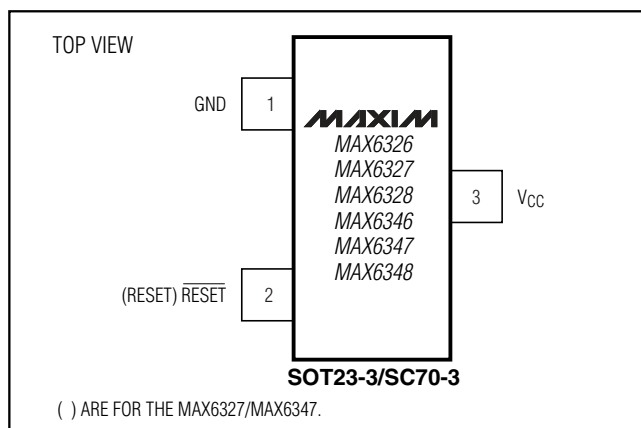 TOP VIEW
GND 1
MAXIM
MAX6326
MAX6327
MAX6328
MAX6346
MAX6347
MAX6348
3 VCC
(RESET) RESET 2
SOT23-3/SC70-3
( ) ARE FOR THE MAX6327/MAX6347.